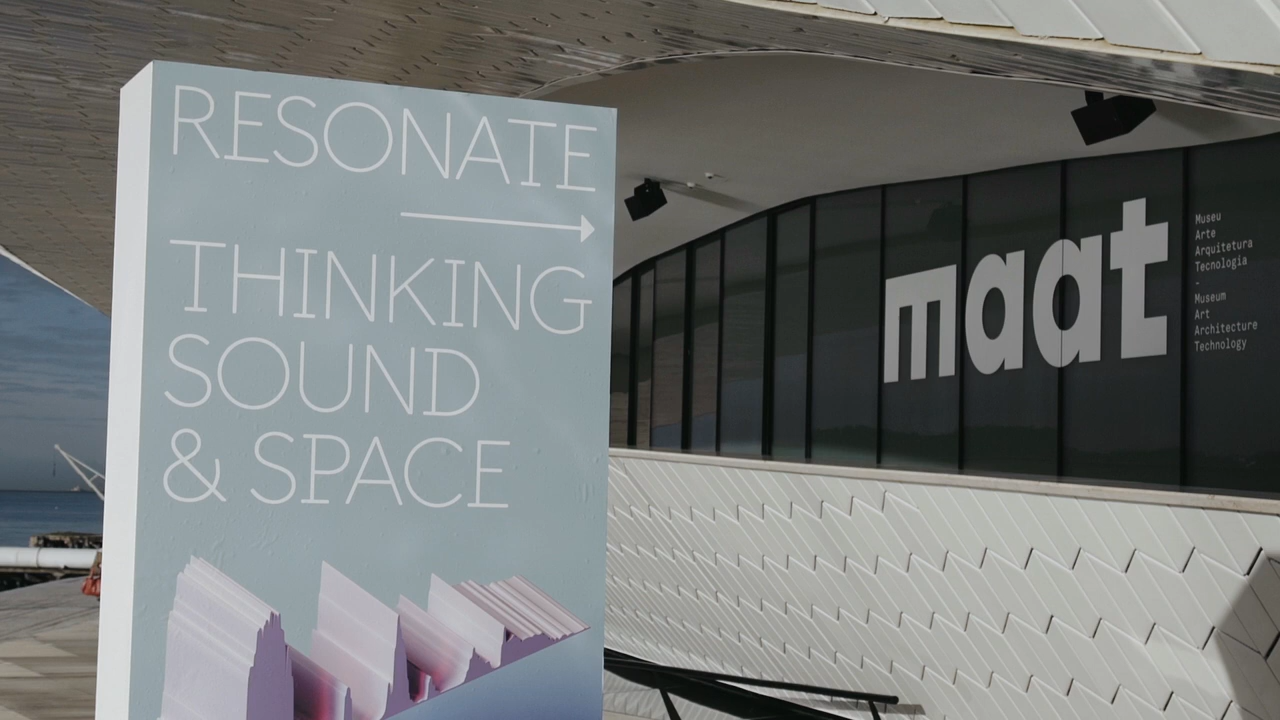 RESONATE
THINKING
SOUND
& SPACE
maat
Museu
Arte
Arquitetura
Tecnologia
-
Museum
Art
Architecture
Technology